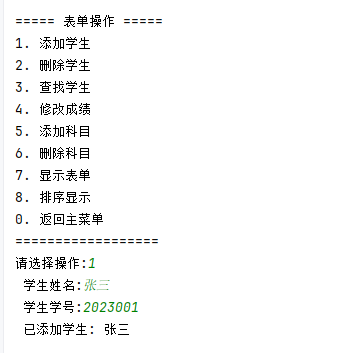 ===== 表单操作 =====
1. 添加学生
2. 删除学生
3. 查找学生
4. 修改成绩
5. 添加科目
6. 删除科目
7. 显示表单
8. 排序显示
0. 返回主菜单
==================
请选择操作:1
学生姓名:张三
学生学号:2023001
已添加学生: 张三